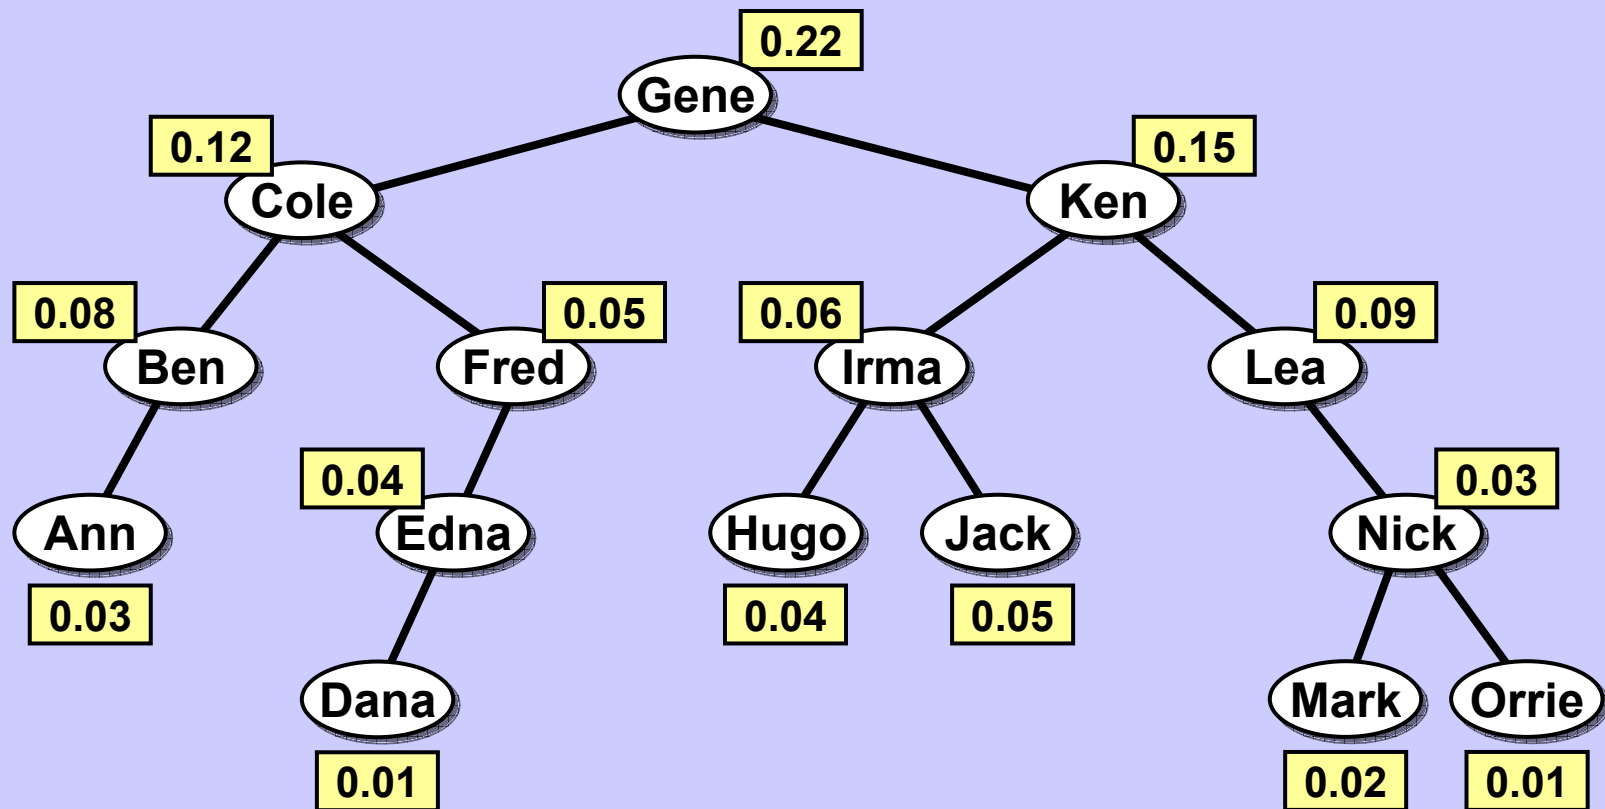 0.22
Gene
0.12
0.15
Cole
Ken
0.08
0.05
0.06
0.09
Ben
Fred
Irma
Lea
0.04
0.03
Ann
Edna
Hugo
Jack
Nick
0.03
0.04
0.05
Dana
Mark
Orrie
0.01
0.02
0.01